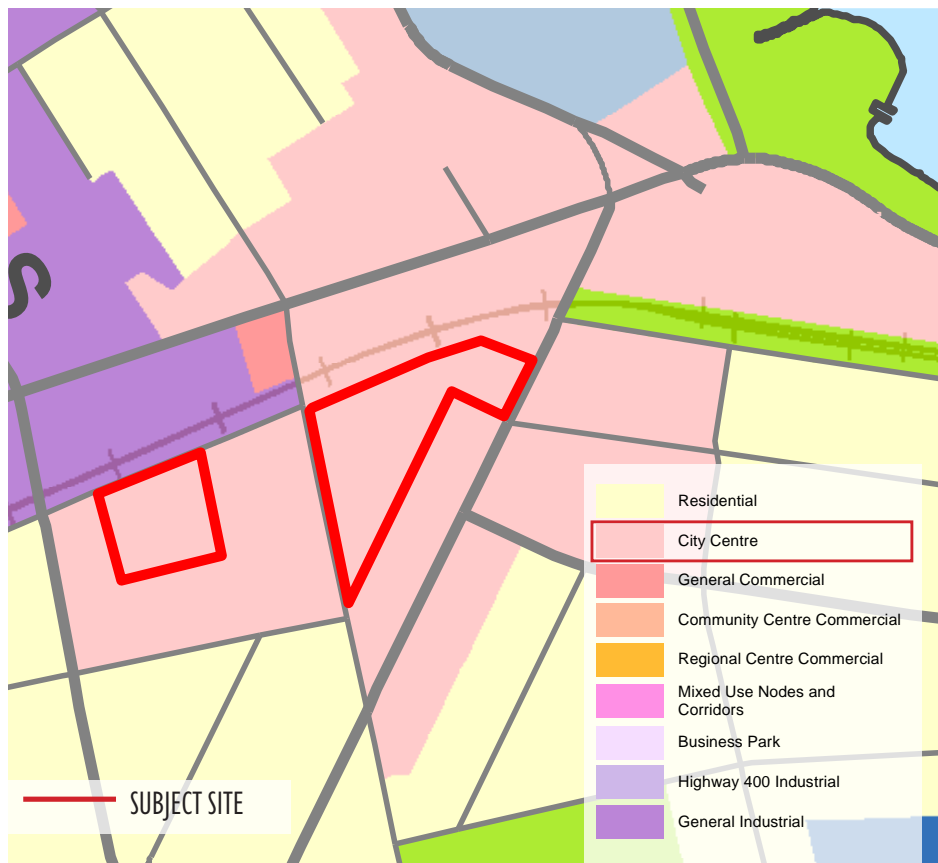 S
Residential
City Centre
General Commercial
Community Centre Commercial
Regional Centre Commercial
Mixed Use Nodes and
Corridors
Business Park
Highway 400 Industrial
General Industrial
SUBJECT SITE